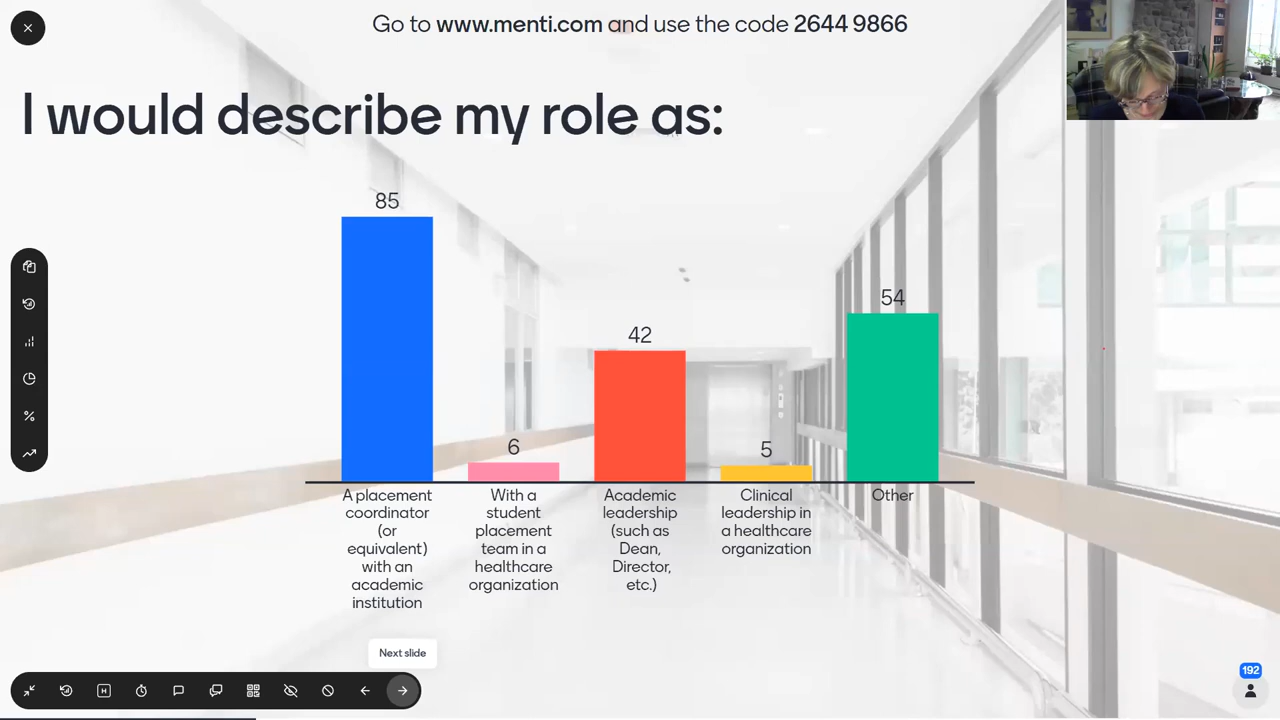 Go to www.menti.com and use the code 2644 9866
I would describe my role as:
85
6
42
5
54
A placement
coordinator
(or
equivalent)
with an
academic
institution
With a
student
placement
team in a
healthcare
organization
Academic
leadership
(such as
Dean,
Director,
etc.)
Clinical
leadership in
a healthcare
organization
Other
Next slide
192